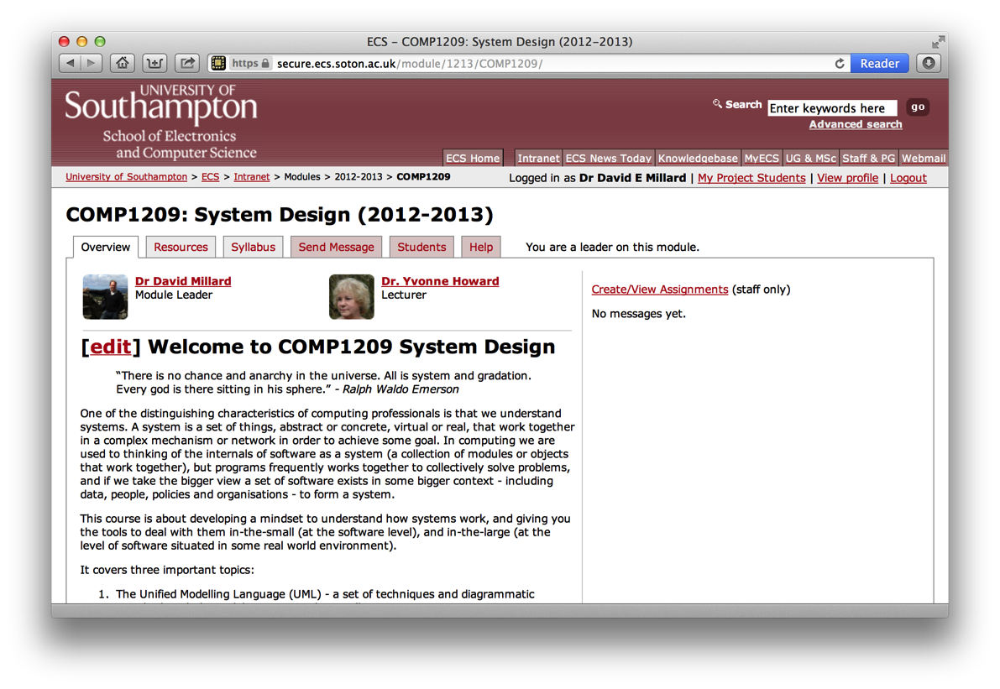 ECS – COMP1209: System Design (2012–2013)
https secure.ecs.soton.ac.uk/module/1213/COMP1209/ Reader
UNIVERSITY OF
Southampton
School of Electronics
and Computer Science
Search Enter keywords here go
Advanced search
ECS Home Intranet ECS News Today Knowledgebase MyECS UG & MSc Staff & PG Webmail
University of Southampton > ECS > Intranet > Modules > 2012-2013 > COMP1209 Logged in as Dr David E Millard | My Project Students | View profile | Logout
COMP1209: System Design (2012-2013)
Overview Resources Syllabus Send Message Students Help You are a leader on this module.
Dr David Millard
Module Leader
Dr. Yvonne Howard
Lecturer
Create/View Assignments (staff only)
No messages yet.
[edit] Welcome to COMP1209 System Design
“There is no chance and anarchy in the universe. All is system and gradation.
Every god is there sitting in his sphere.” - Ralph Waldo Emerson
One of the distinguishing characteristics of computing professionals is that we understand
systems. A system is a set of things, abstract or concrete, virtual or real, that work together
in a complex mechanism or network in order to achieve some goal. In computing we are
used to thinking of the internals of software as a system (a collection of modules or objects
that work together), but programs frequently works together to collectively solve problems,
and if we take the bigger view a set of software exists in some bigger context - including
data, people, policies and organisations - to form a system.
This course is about developing a mindset to understand how systems work, and giving you
the tools to deal with them in-the-small (at the software level), and in-the-large (at the
level of software situated in some real world environment).
It covers three important topics:
1. The Unified Modelling Language (UML) - a set of techniques and diagrammatic